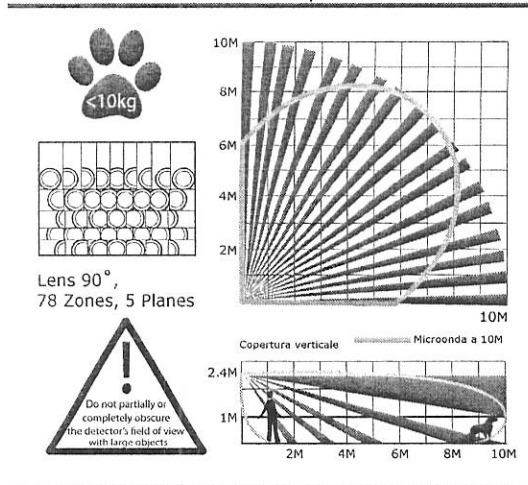 <10kg
Lens 90°,
78 Zones, 5 Planes
Do not partially or
completely obscure
the detector's field of view
with large objects
10M
8M
6M
4M
2M
10M
Copertura verticale
Microonda a 10M
2.4M
1M
2M 4M 6M 8M 10M